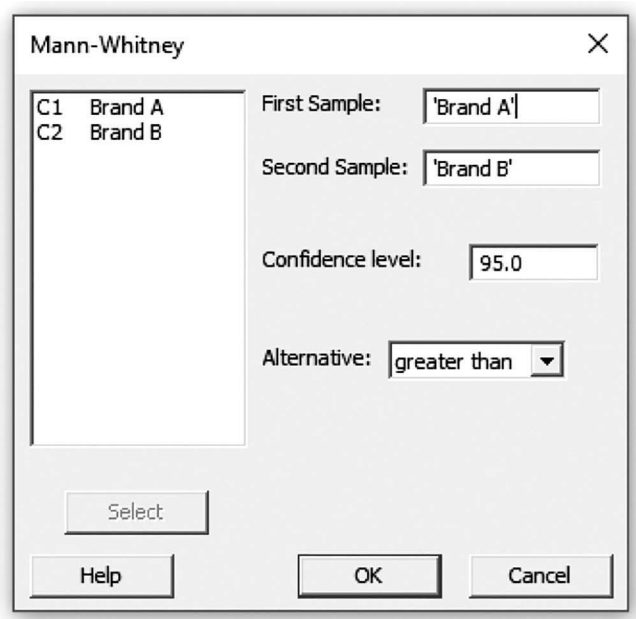 Mann-Whitney
C1 Brand A
C2 Brand B
First Sample: 'Brand A'
Second Sample: 'Brand B'
Confidence level: 95.0
Alternative: greater than
Select
Help
OK
Cancel